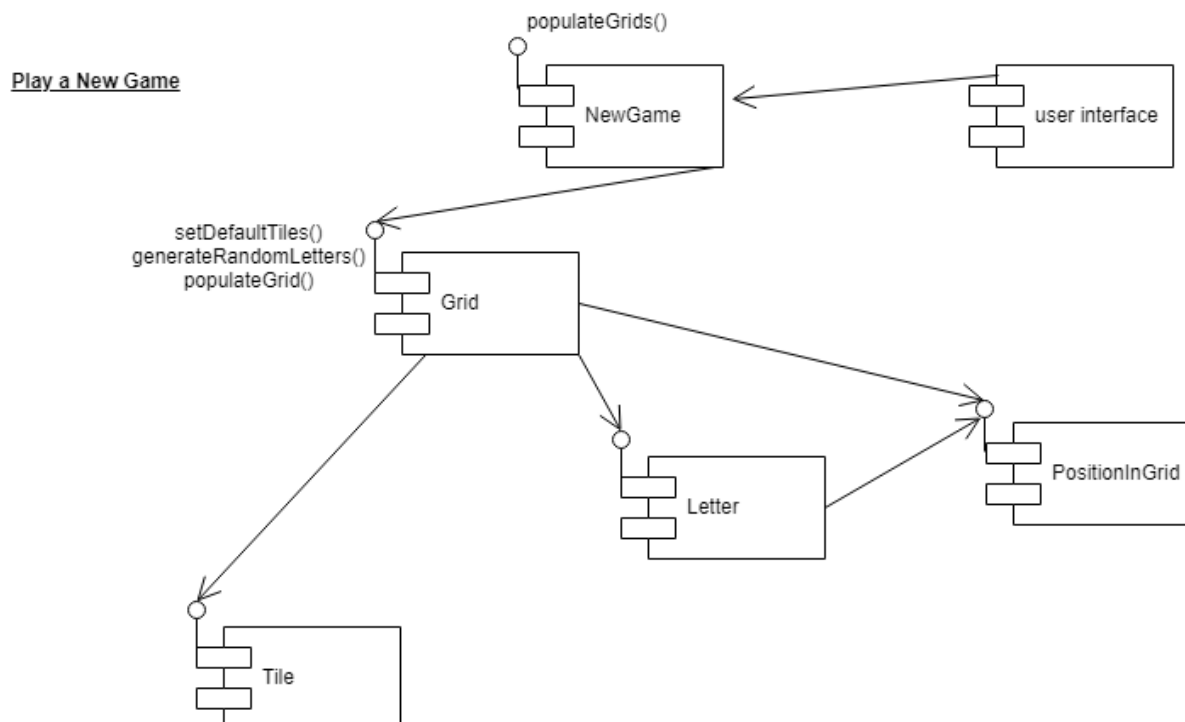 populateGrids()
Play a New Game
NewGame
user interface
setDefaultTiles()
generateRandomLetters()
populateGrid()
Grid
PositionInGrid
Letter
Tile